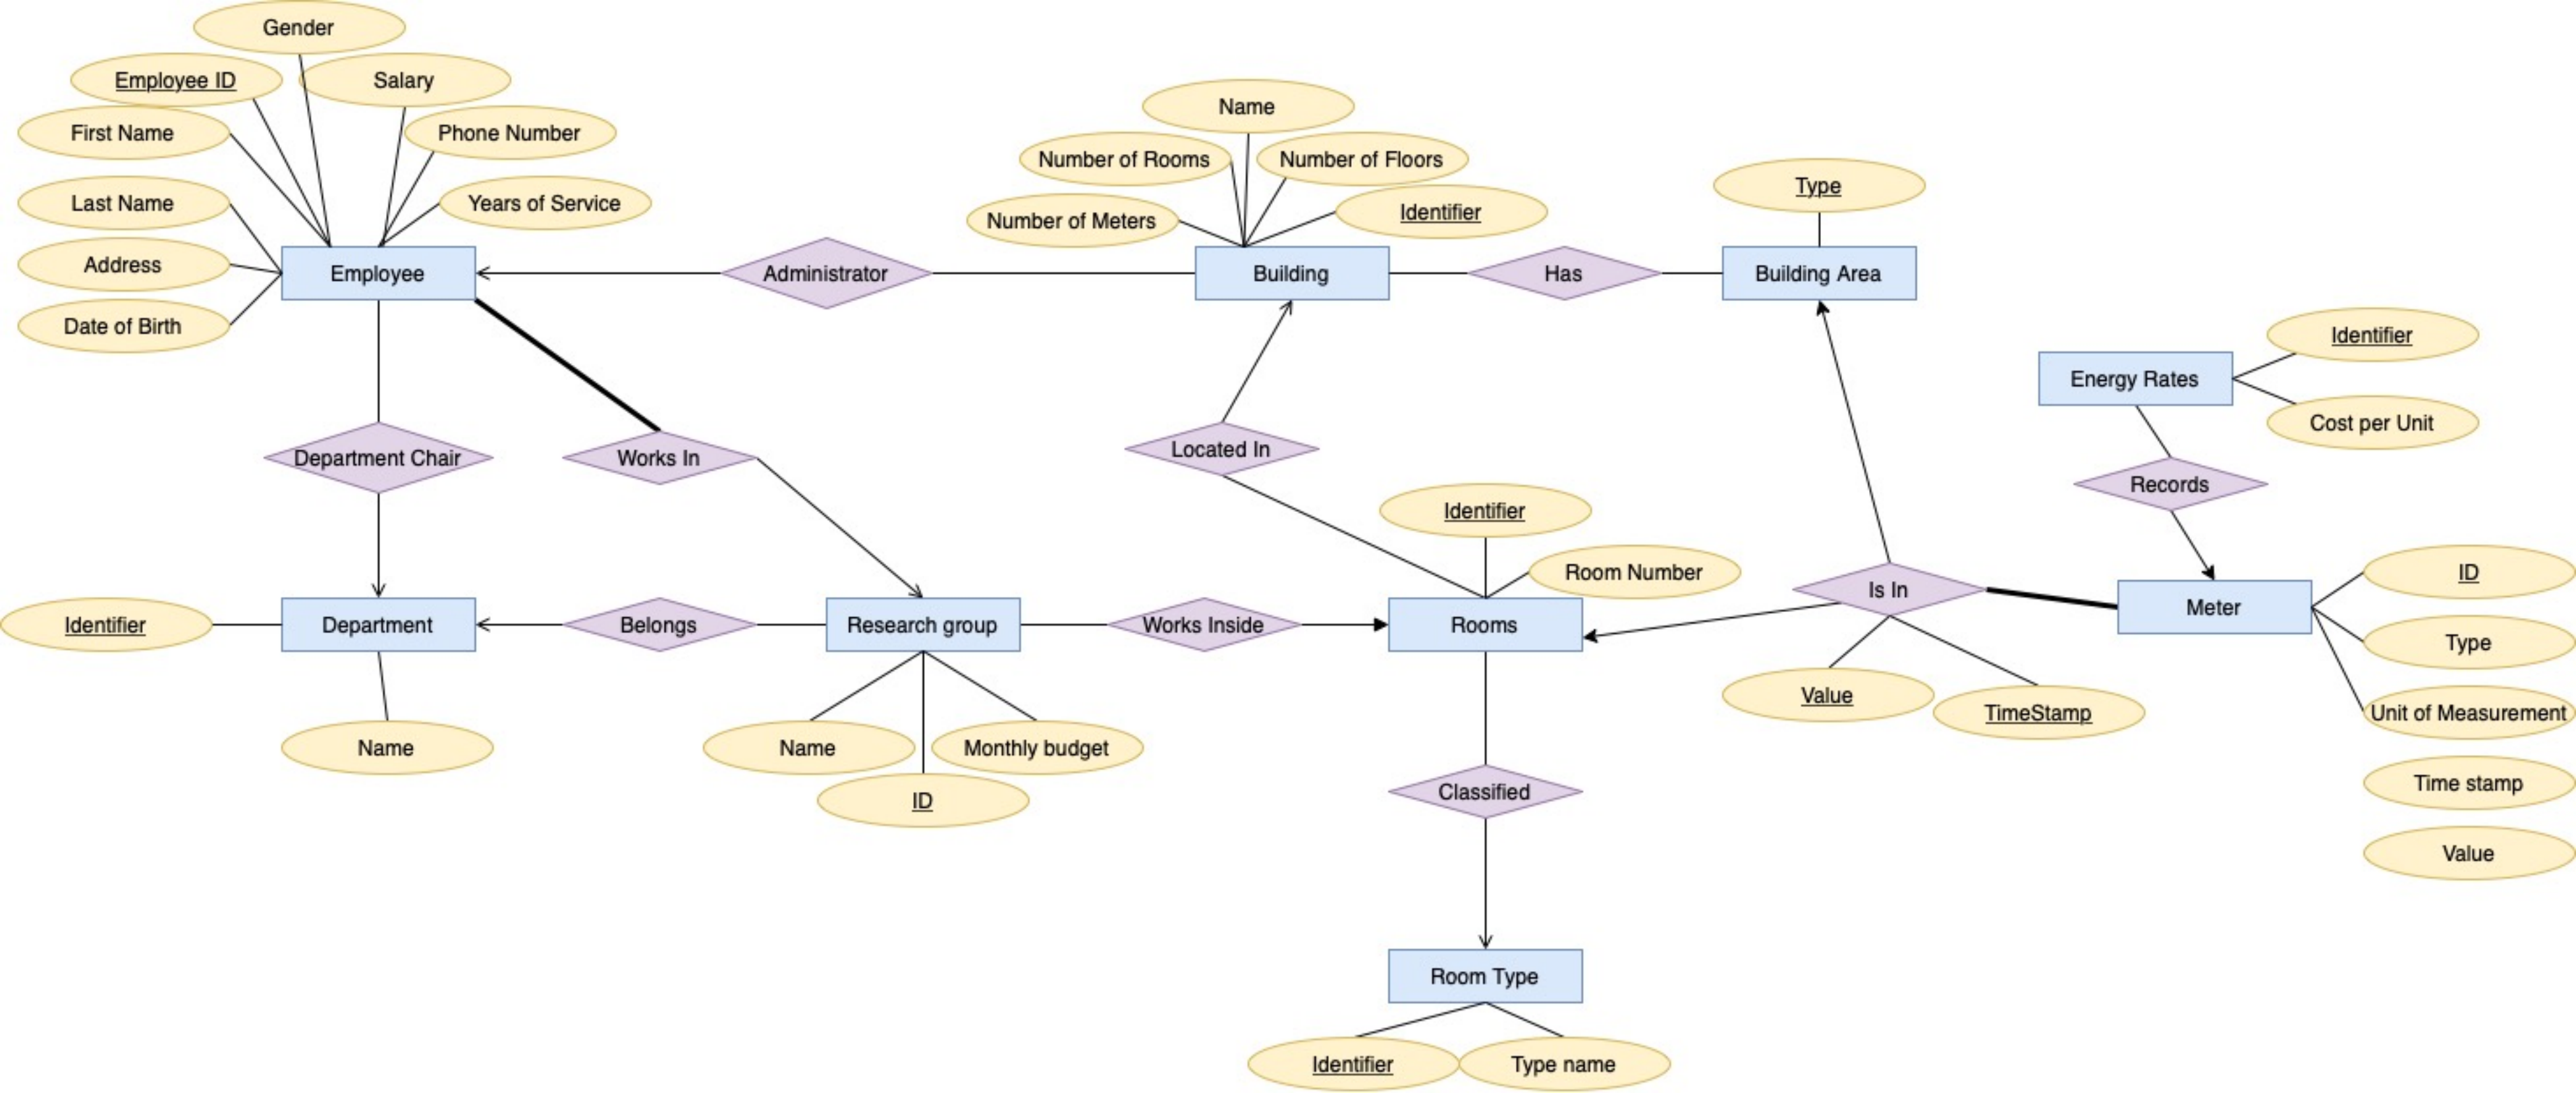 Gender
Employee ID
Salary
First Name
Phone Number
Last Name
Years of Service
Address
Employee
Date of Birth
Administrator
Name
Number of Rooms
Number of Floors
Number of Meters
Identifier
Building
Has
Type
Building Area
Identifier
Energy Rates
Cost per Unit
Records
Department Chair
Works In
Located In
Identifier
Room Number
Is In
Meter
ID
Type
Unit of Measurement
Time stamp
Value
Value
TimeStamp
Identifier
Department
Belongs
Research group
Works Inside
Rooms
Name
Name
Monthly budget
ID
Classified
Room Type
Identifier
Type name